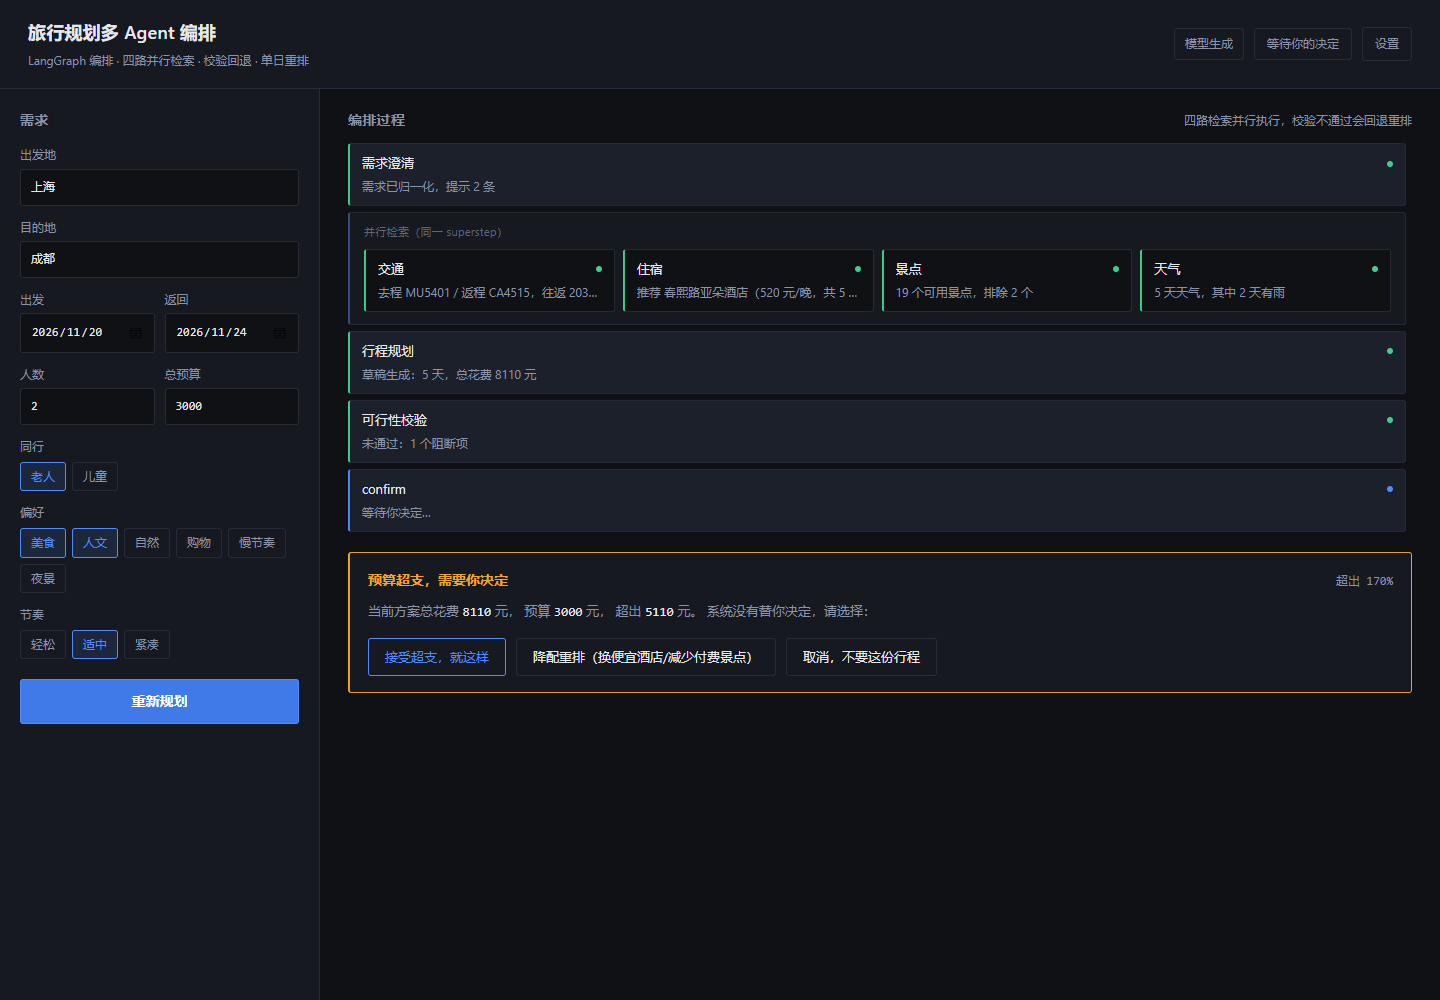 旅行规划多 Agent 编排
LangGraph 编排 · 四路并行检索 · 校验回退 · 单日重排
模型生成
等待你的决定
设置
需求
出发地
上海
目的地
成都
出发 返回
2026/11/20 2026/11/24
人数 总预算
2 3000
同行
老人 儿童
偏好
美食 人文 自然 购物 慢节奏
夜景
节奏
轻松 适中 紧凑
重新规划
编排过程
四路检索并行执行，校验不通过会回退重排
需求澄清
需求已归一化，提示 2 条
并行检索（同一 superstep）
交通
去程 MU5401 / 返程 CA4515，往返 203...
住宿
推荐 春熙路亚朵酒店（520 元/晚，共 5 ...
景点
19 个可用景点，排除 2 个
天气
5 天天气，其中 2 天有雨
行程规划
草稿生成：5 天，总花费 8110 元
可行性校验
未通过：1 个阻断项
confirm
等待你决定...
预算超支，需要你决定
超出 170%
当前方案总花费 8110 元， 预算 3000 元， 超出 5110 元。 系统没有替你决定，请选择：
接受超支，就这样
降配重排（换便宜酒店/减少付费景点）
取消，不要这份行程